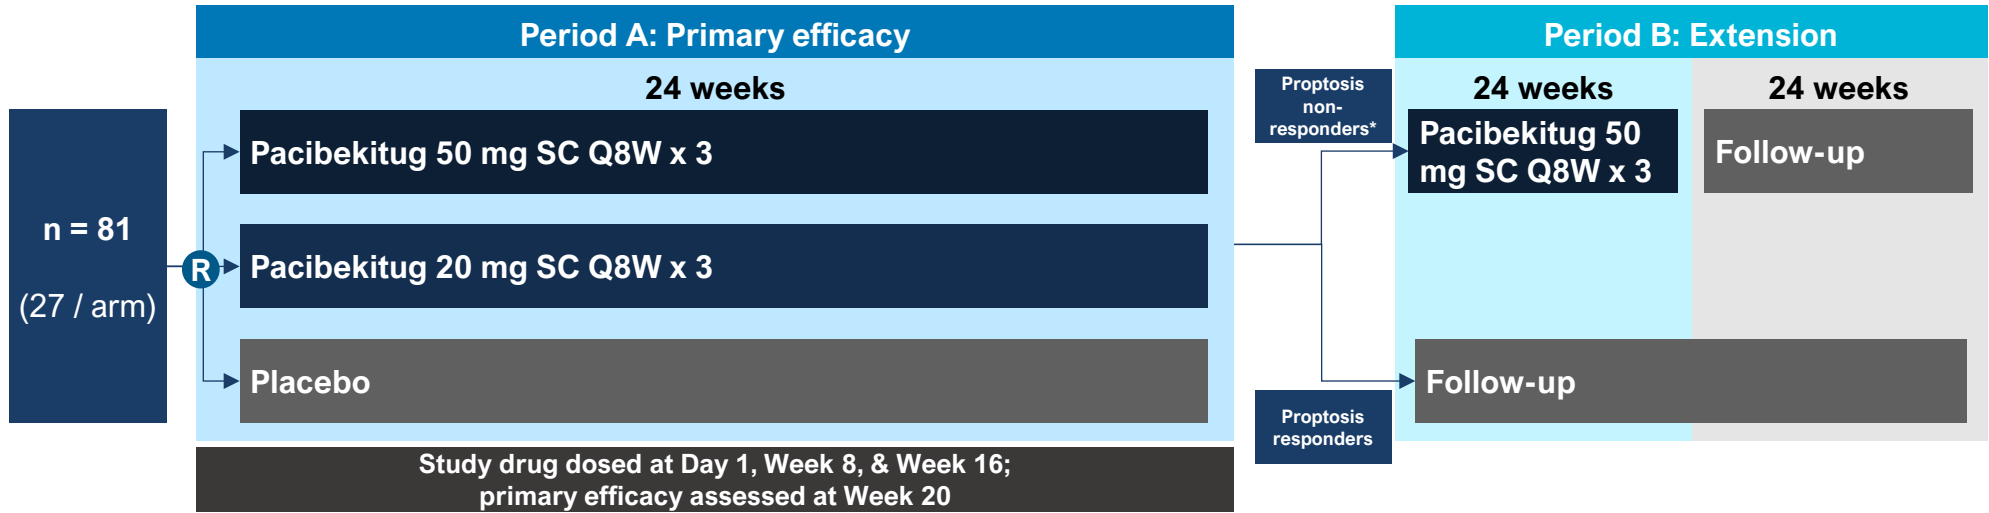 Period A: Primary efficacy
Period B: Extension
24 weeks
Proptosis
non-
responders*
24 weeks
24 weeks
n = 81
(27 / arm)
R
Pacibekitug 50 mg SC Q8W x 3
Pacibekitug 20 mg SC Q8W x 3
Placebo
Pacibekitug 50
mg SC Q8W x 3
Follow-up
Follow-up
Proptosis
responders
Study drug dosed at Day 1, Week 8, & Week 16;
primary efficacy assessed at Week 20